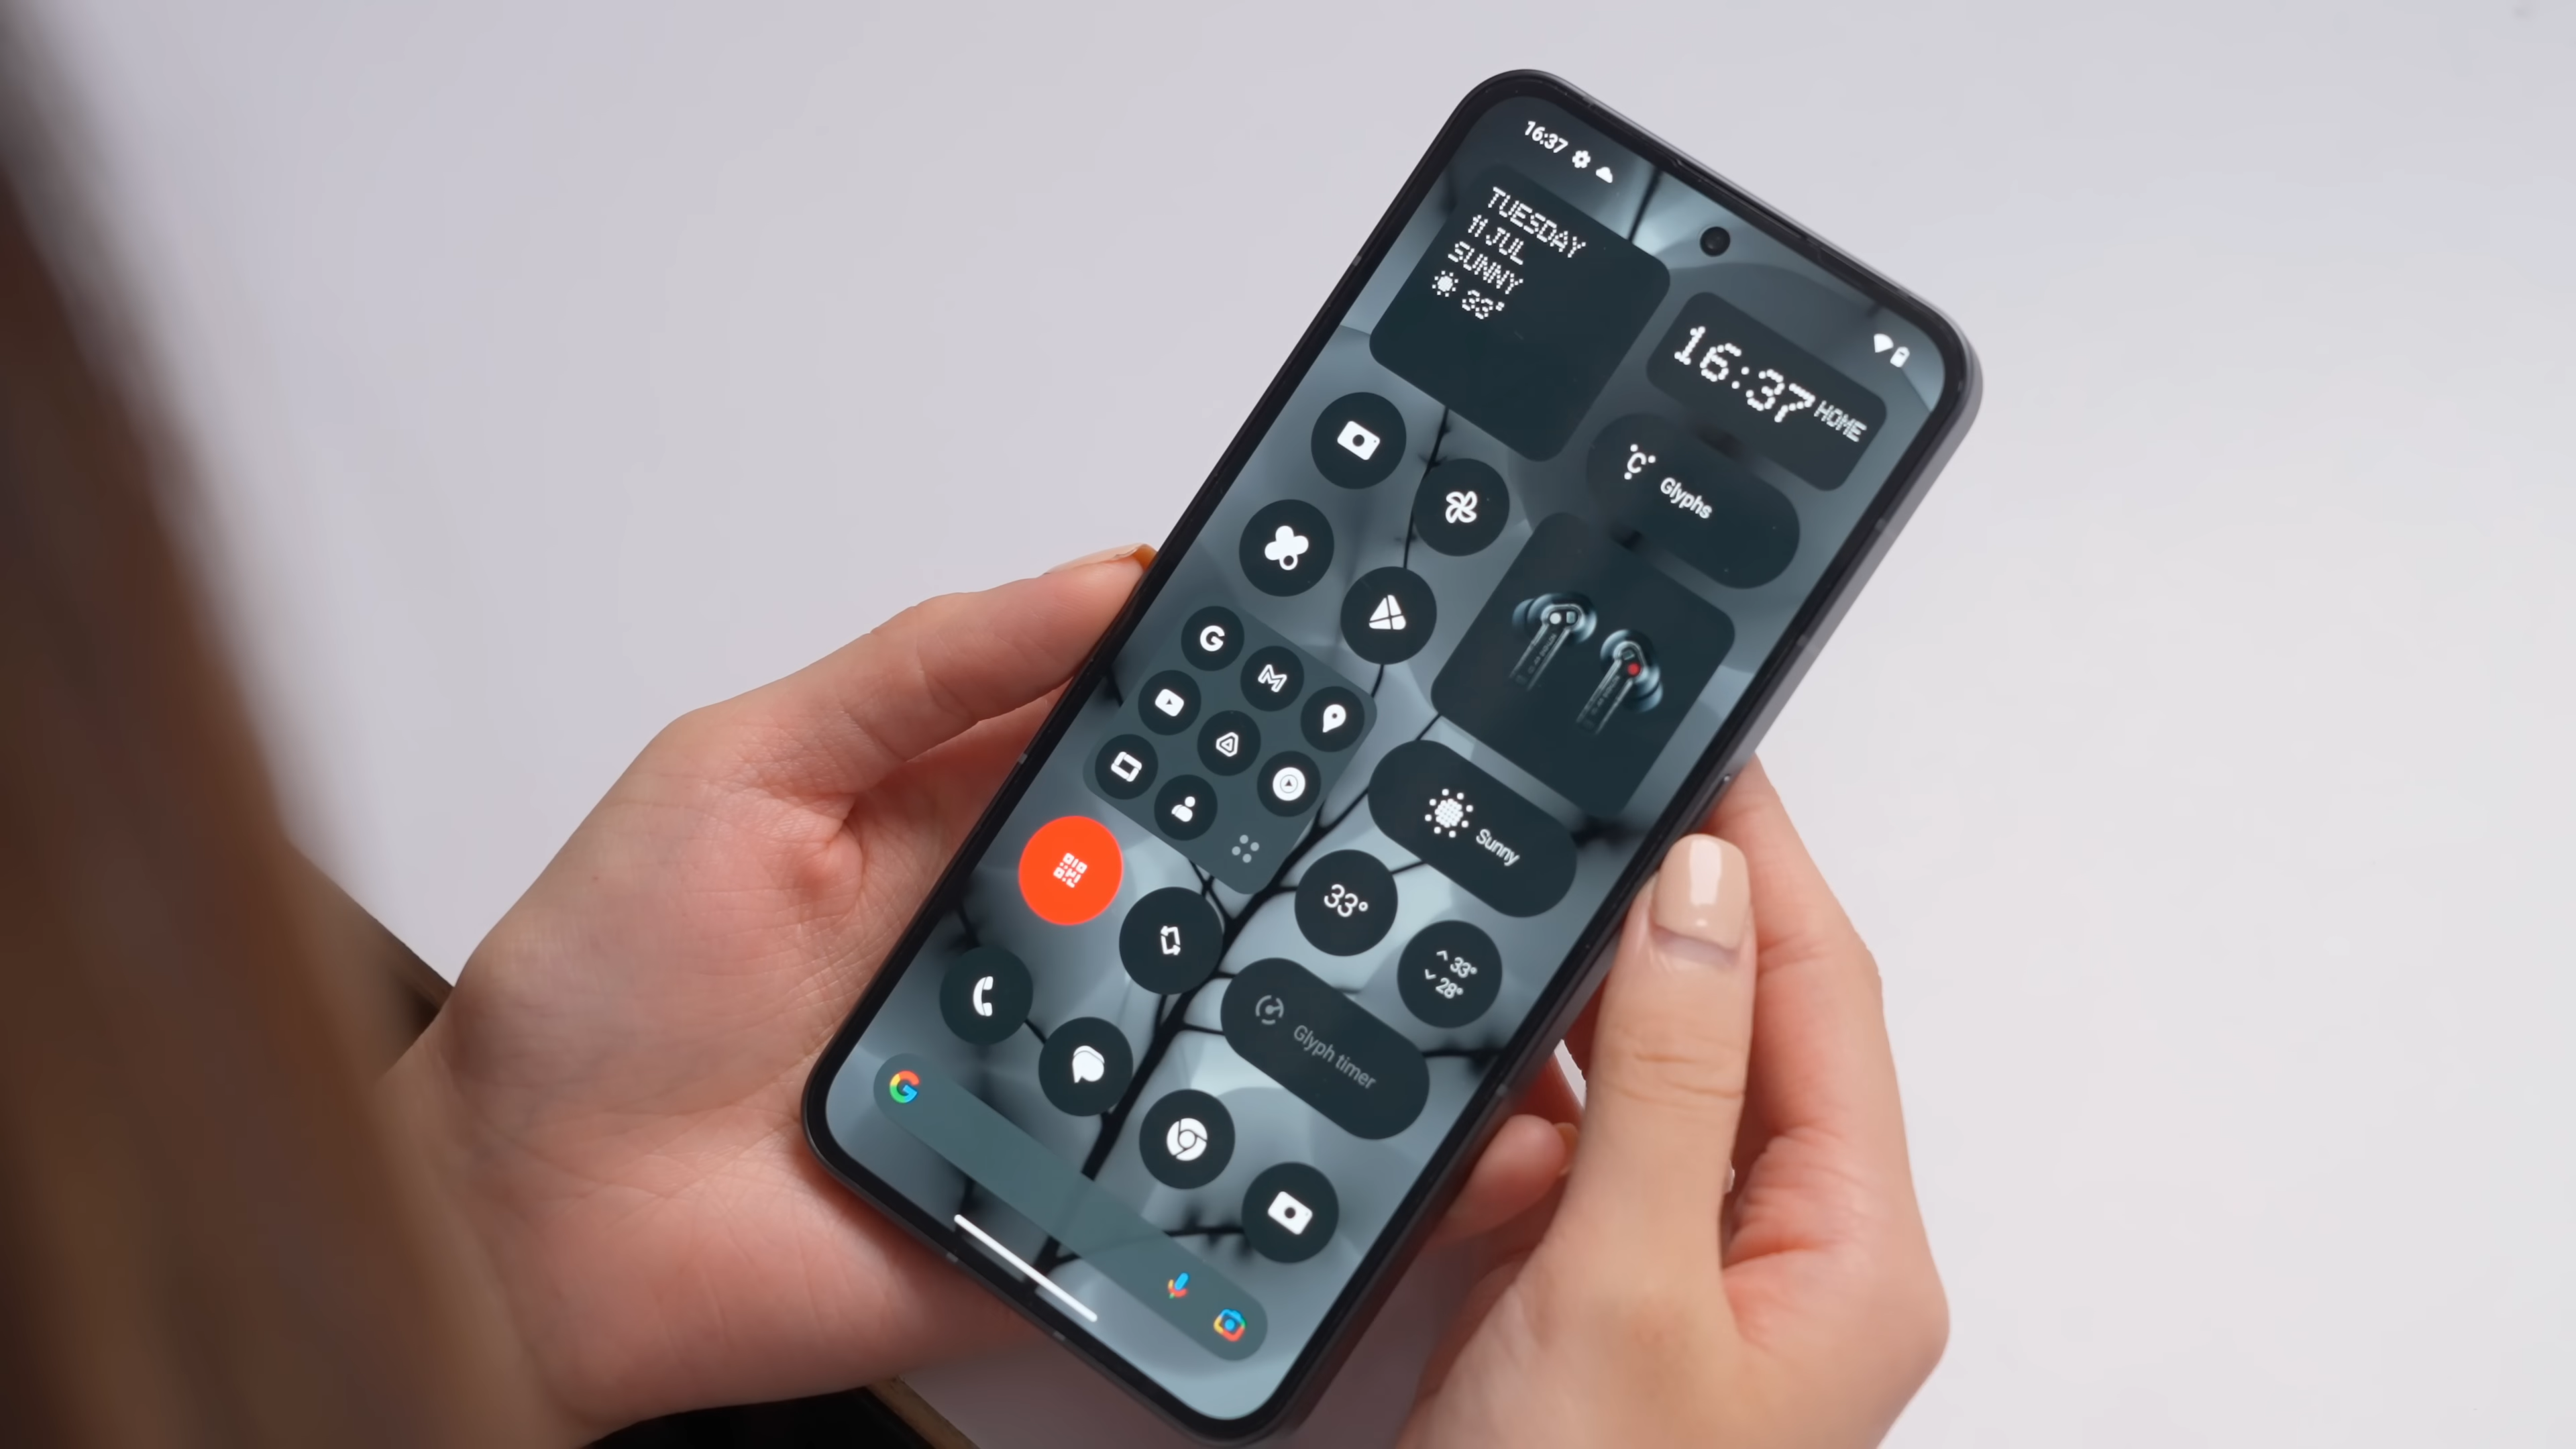 16:37
TUESDAY
11 JUL
SUNNY
33°
16:37 HOME
Glyphs
Sunny
33°
33°
28°
Glyph timer